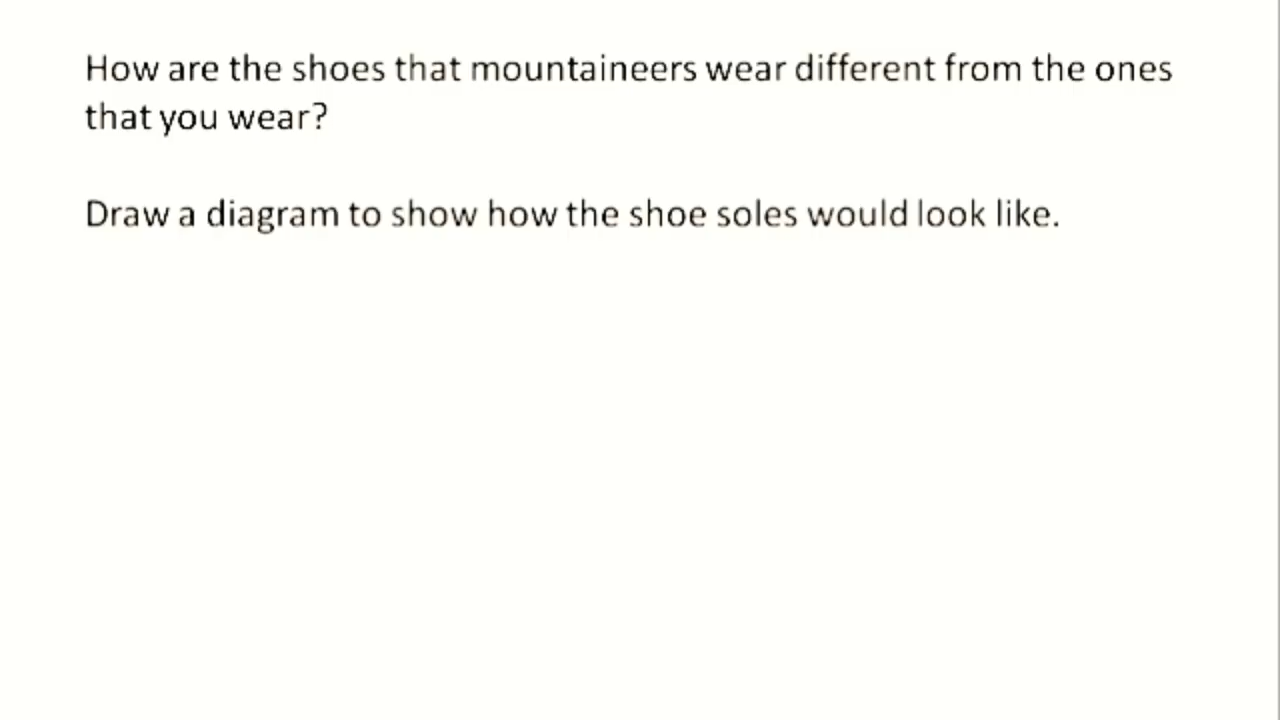 How are the shoes that mountaineers wear different from the ones
that you wear?
Draw a diagram to show how the shoe soles would look like.